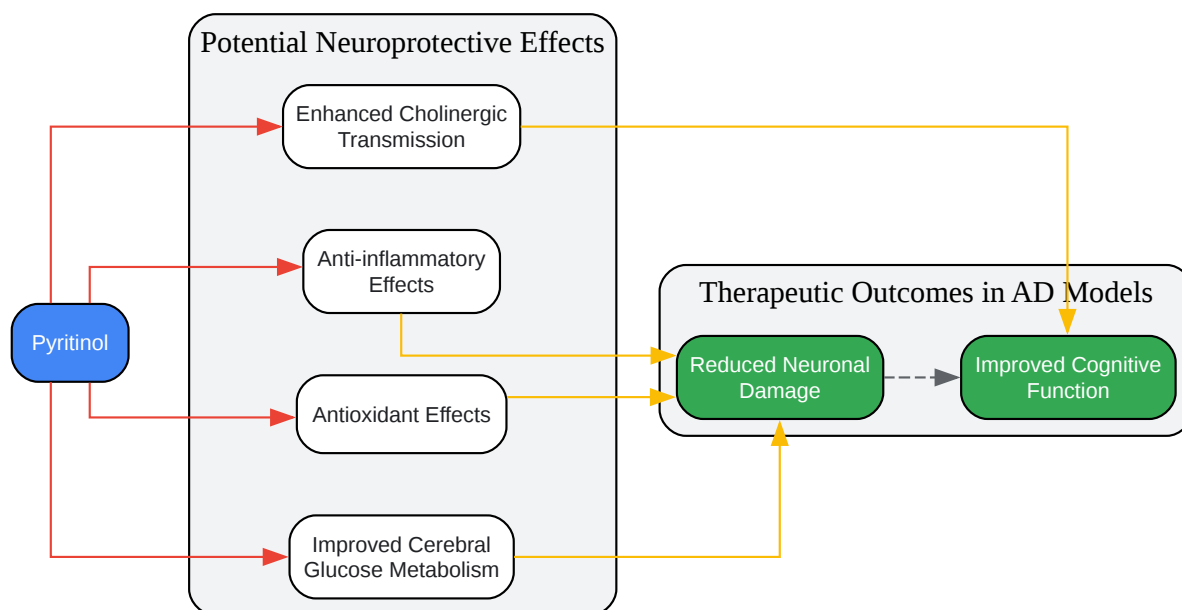 Potential Neuroprotective Effects
Enhanced Cholinergic
Transmission
Anti-inflammatory
Effects
Pyritinol
Antioxidant Effects
Improved Cerebral
Glucose Metabolism
Therapeutic Outcomes in AD Models
Reduced Neuronal
Damage
Improved Cognitive
Function